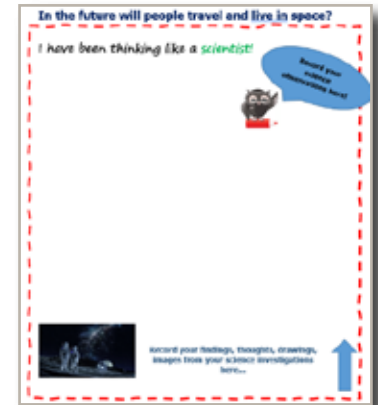 In the future will people travel and live in space?
I have been thinking like a scientist!
Record your
science
observations here!
Record your findings, thoughts, drawings,
images from your science investigations
here...